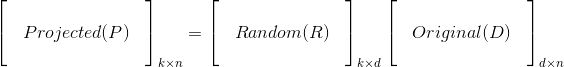 [Projected(P)]_{k×n} = [Random(R)]_{k×d} [Original(D)]_{d×n}